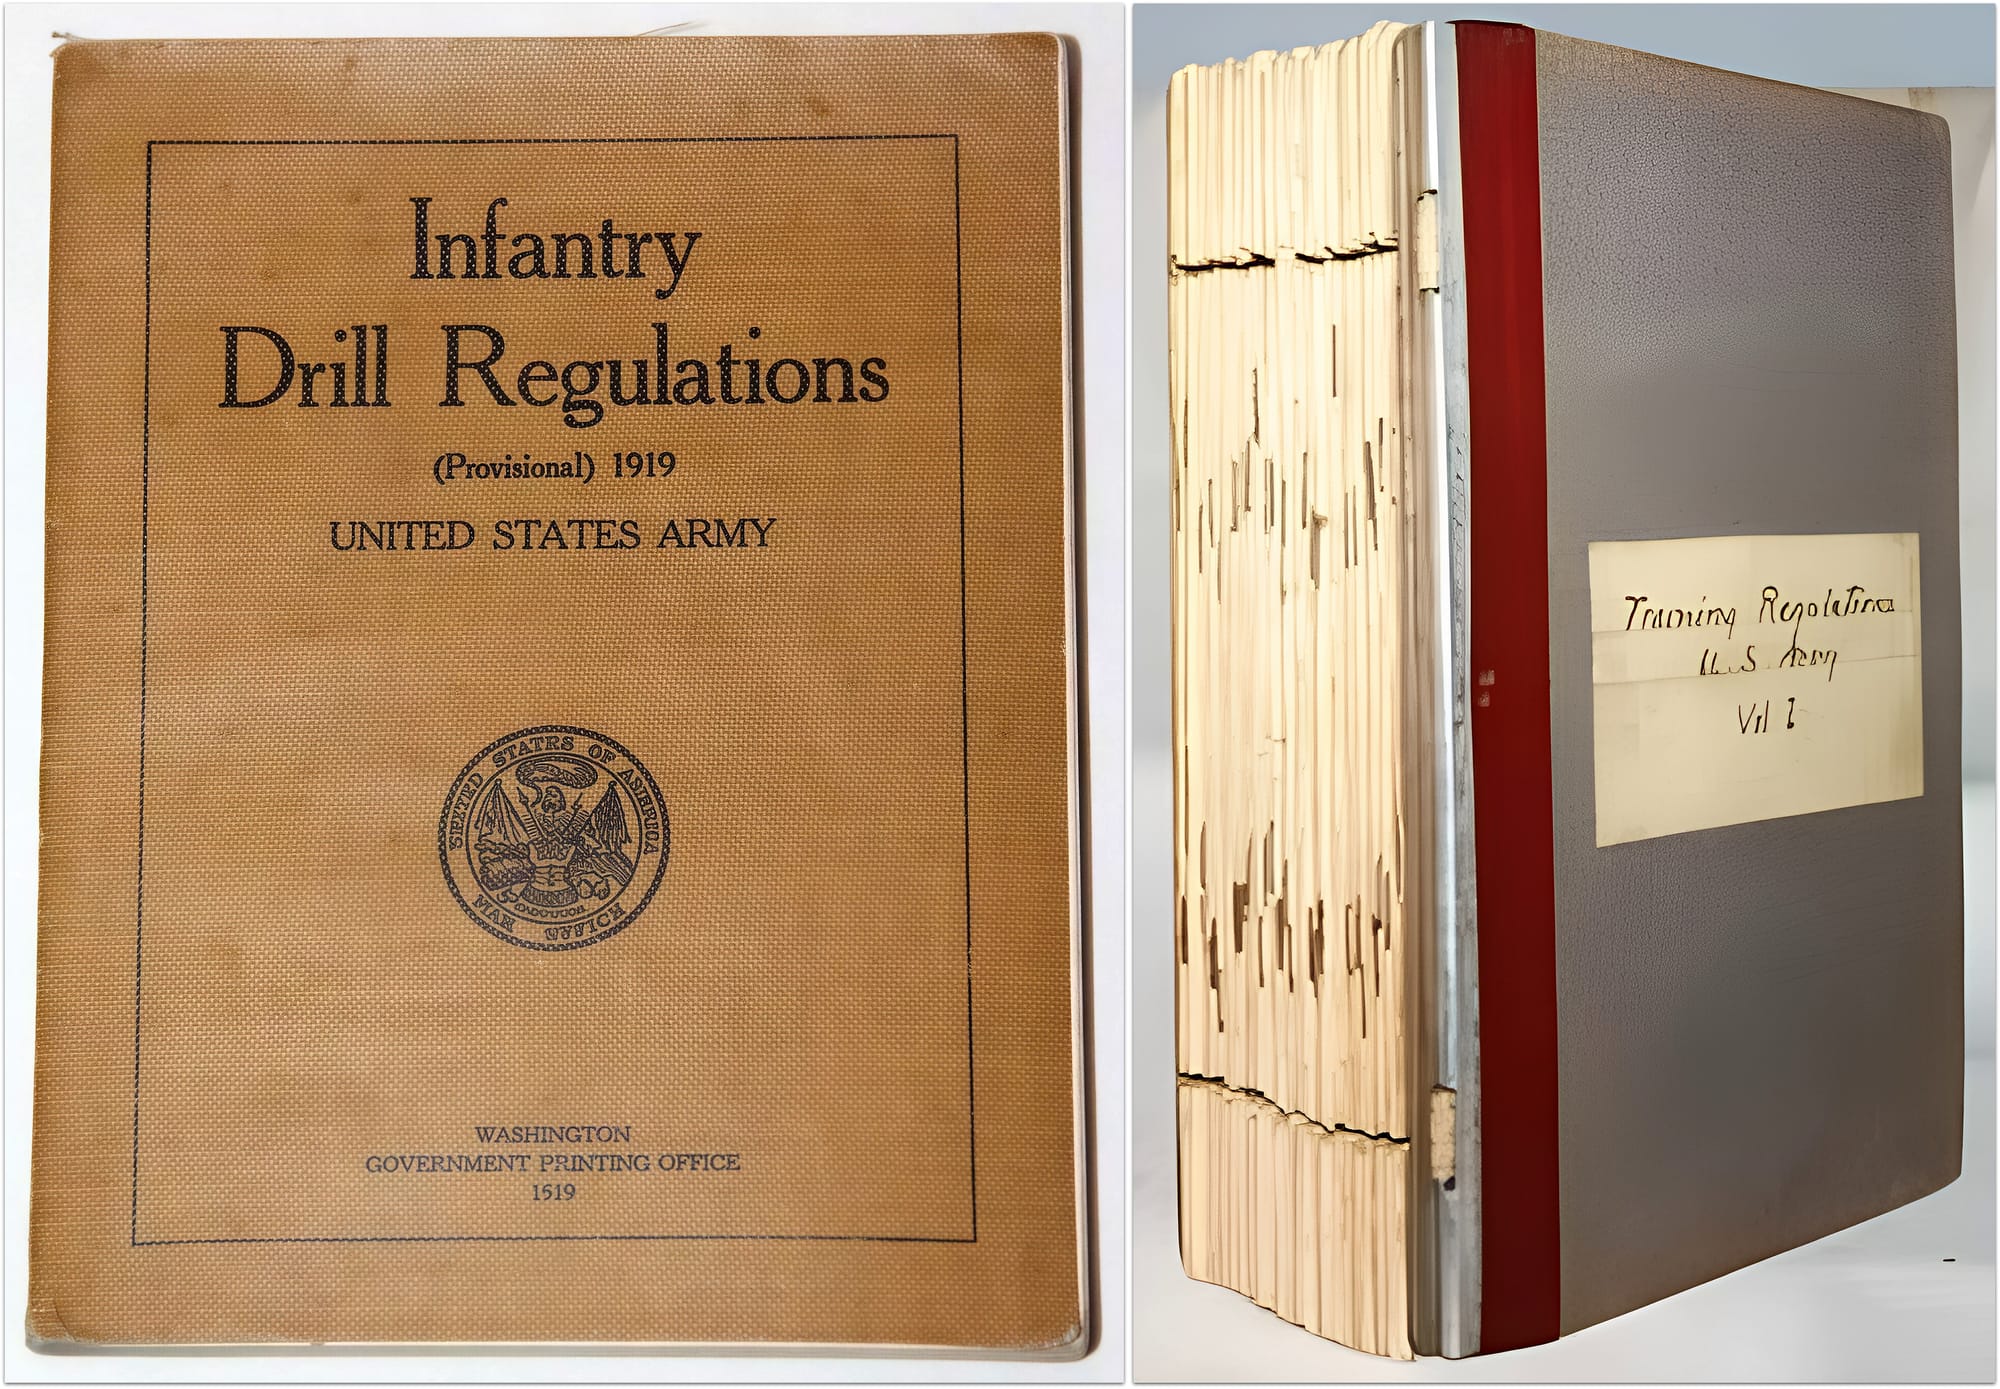 Infantry
Drill Regulations
(Provisional) 1919
UNITED STATES ARMY
WASHINGTON
GOVERNMENT PRINTING OFFICE
1519
Training Regulations
U.S Army
Vol I